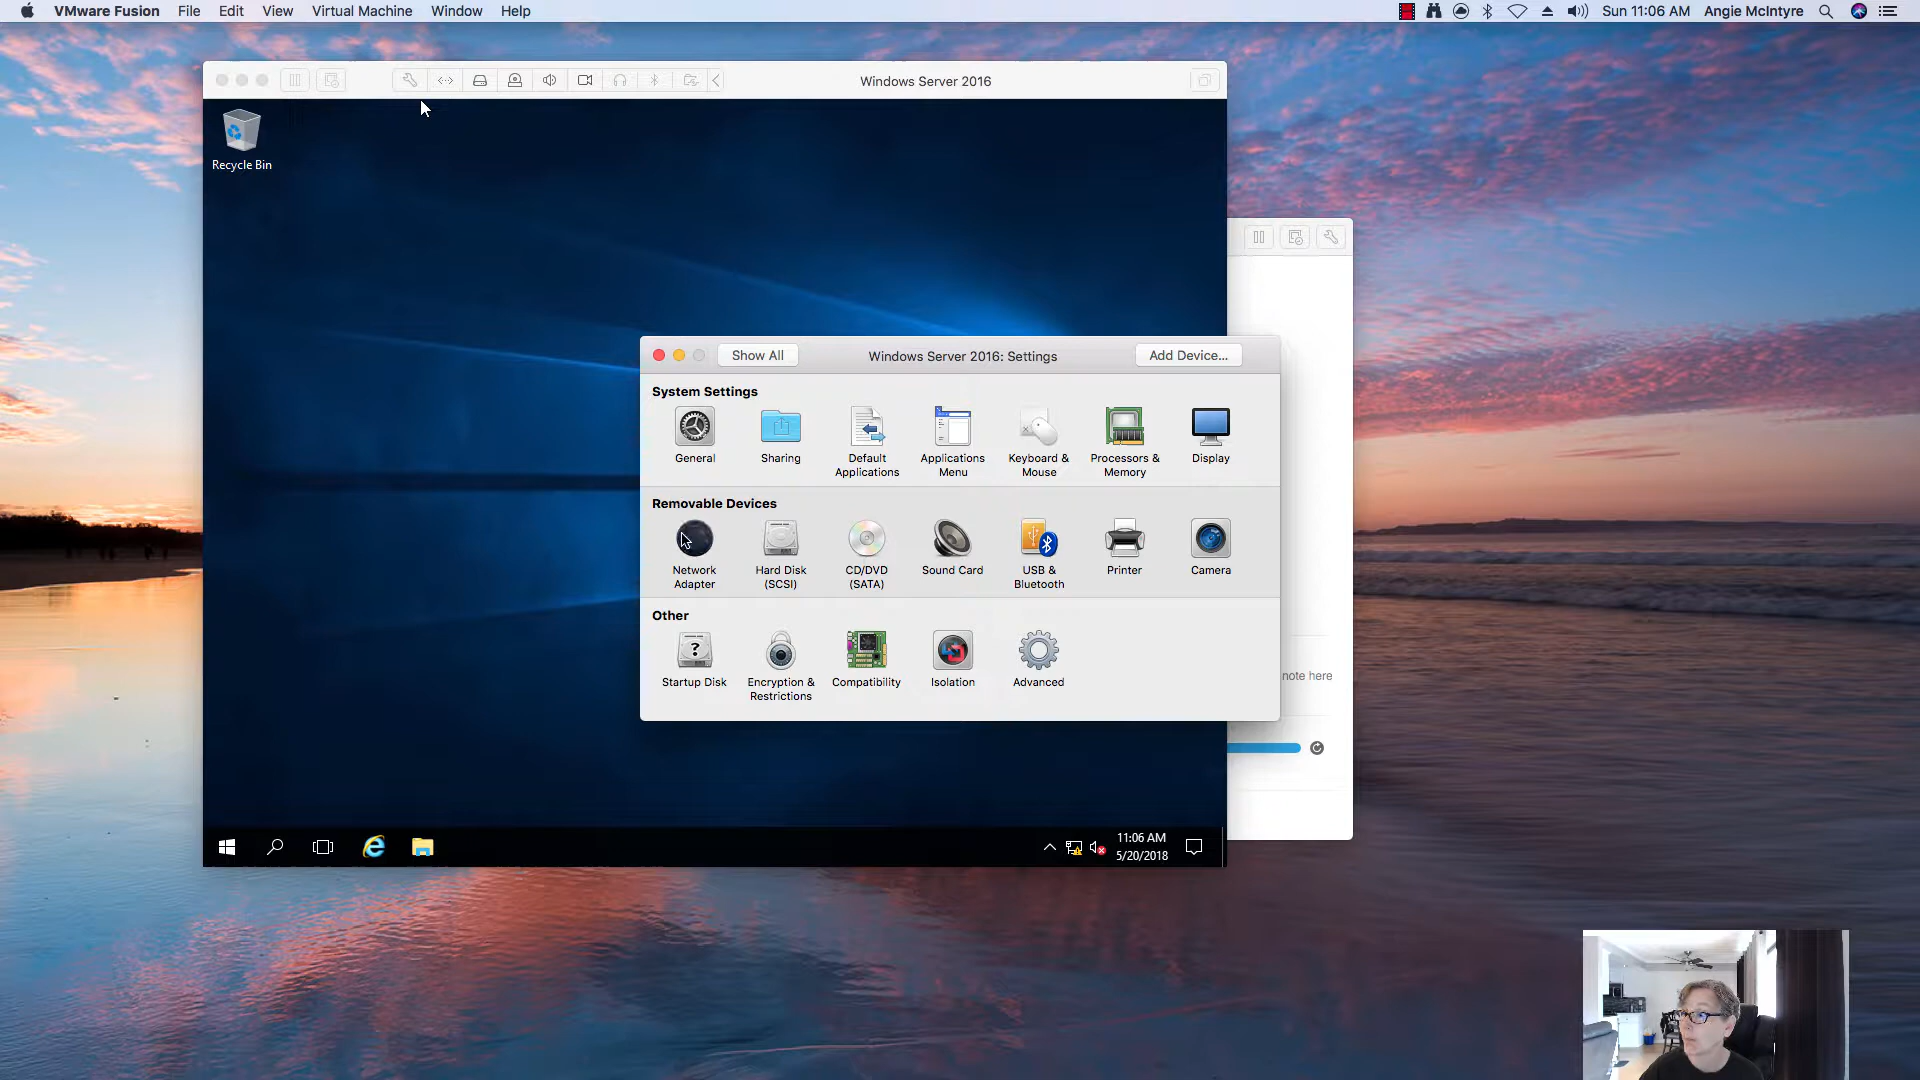 VMware Fusion File Edit View Virtual Machine Window Help Sun 11:06 AM Angie McIntyre
Windows Server 2016
Recycle Bin
Show All Windows Server 2016: Settings Add Device...
System Settings
General Sharing Default Applications Applications Menu Keyboard & Mouse Processors & Memory Display
Removable Devices
Network Adapter Hard Disk (SCSI) CD/DVD (SATA) Sound Card USB & Bluetooth Printer Camera
Other
Startup Disk Encryption & Restrictions Compatibility Isolation Advanced
note here
11:06 AM
5/20/2018